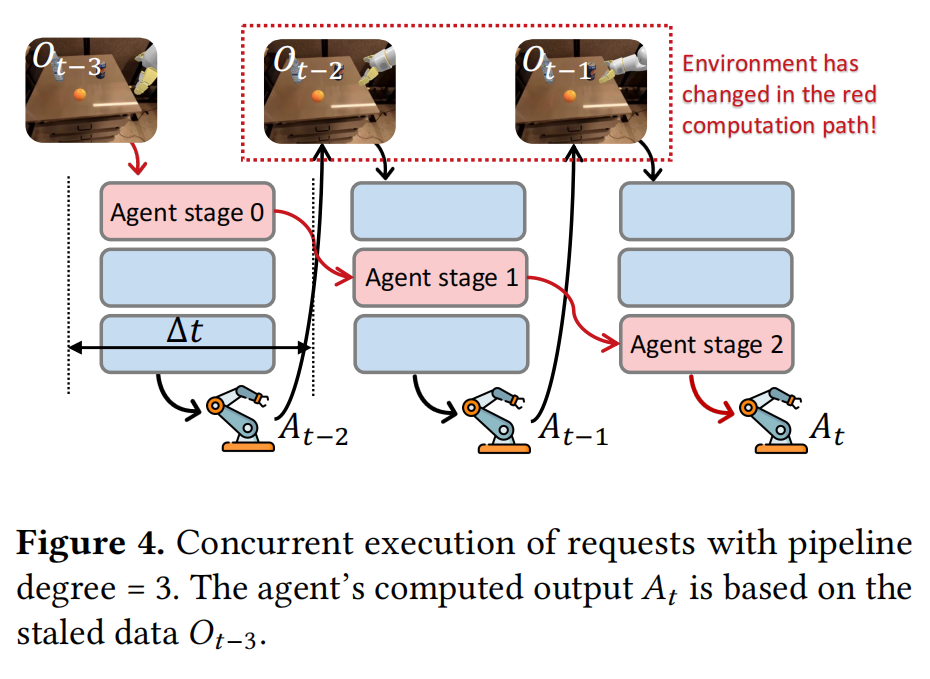 O_{t-3}
O_{t-2}
O_{t-1}
Environment has
changed in the red
computation path!
Agent stage 0
Agent stage 1
Δt
Agent stage 2
A_{t-2}
A_{t-1}
A_t
Figure 4. Concurrent execution of requests with pipeline
degree = 3. The agent's computed output A_t is based on the
staled data O_{t-3}.